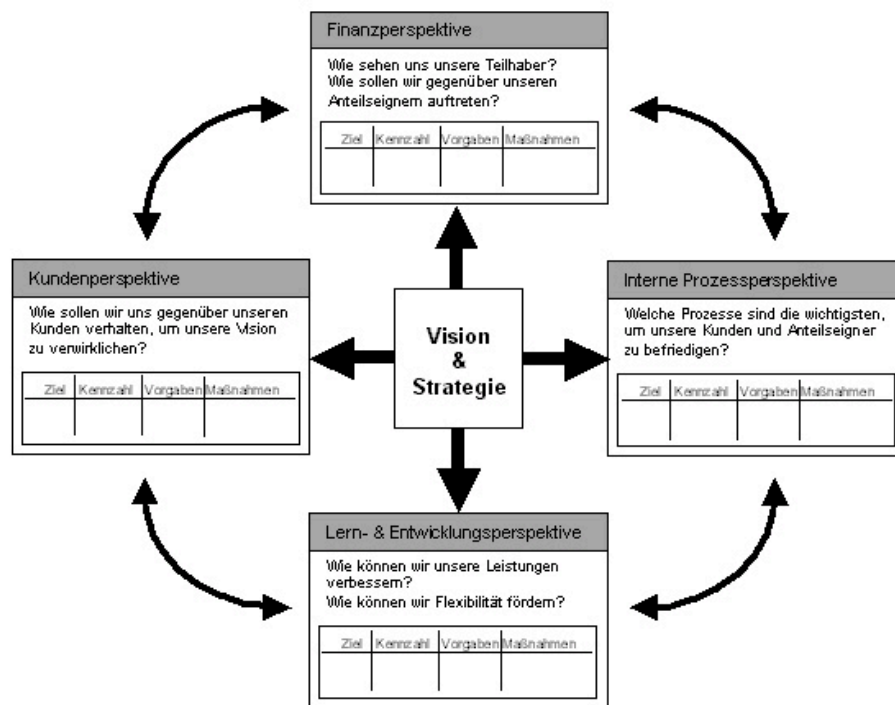 Finanzperspektive
Wie sehen uns unsere Teilhaber?
Wie sollen wir gegenüber unseren
Anteilseignern auftreten?
Ziel Kennzahl Vorgaben Maßnahmen
Kundenperspektive
Wie sollen wir uns gegenüber unseren
Kunden verhalten, um unsere Vision
zu verwirklichen?
Ziel Kennzahl Vorgaben Maßnahmen
Vision
&
Strategie
Interne Prozessperspektive
Welche Prozesse sind die wichtigsten,
um unsere Kunden und Anteilseigner
zu befriedigen?
Ziel Kennzahl Vorgaben Maßnahmen
Lern- & Entwicklungsperspektive
Wie können wir unsere Leistungen
verbessern?
Wie können wir Flexibilität fördern?
Ziel Kennzahl Vorgaben Maßnahmen